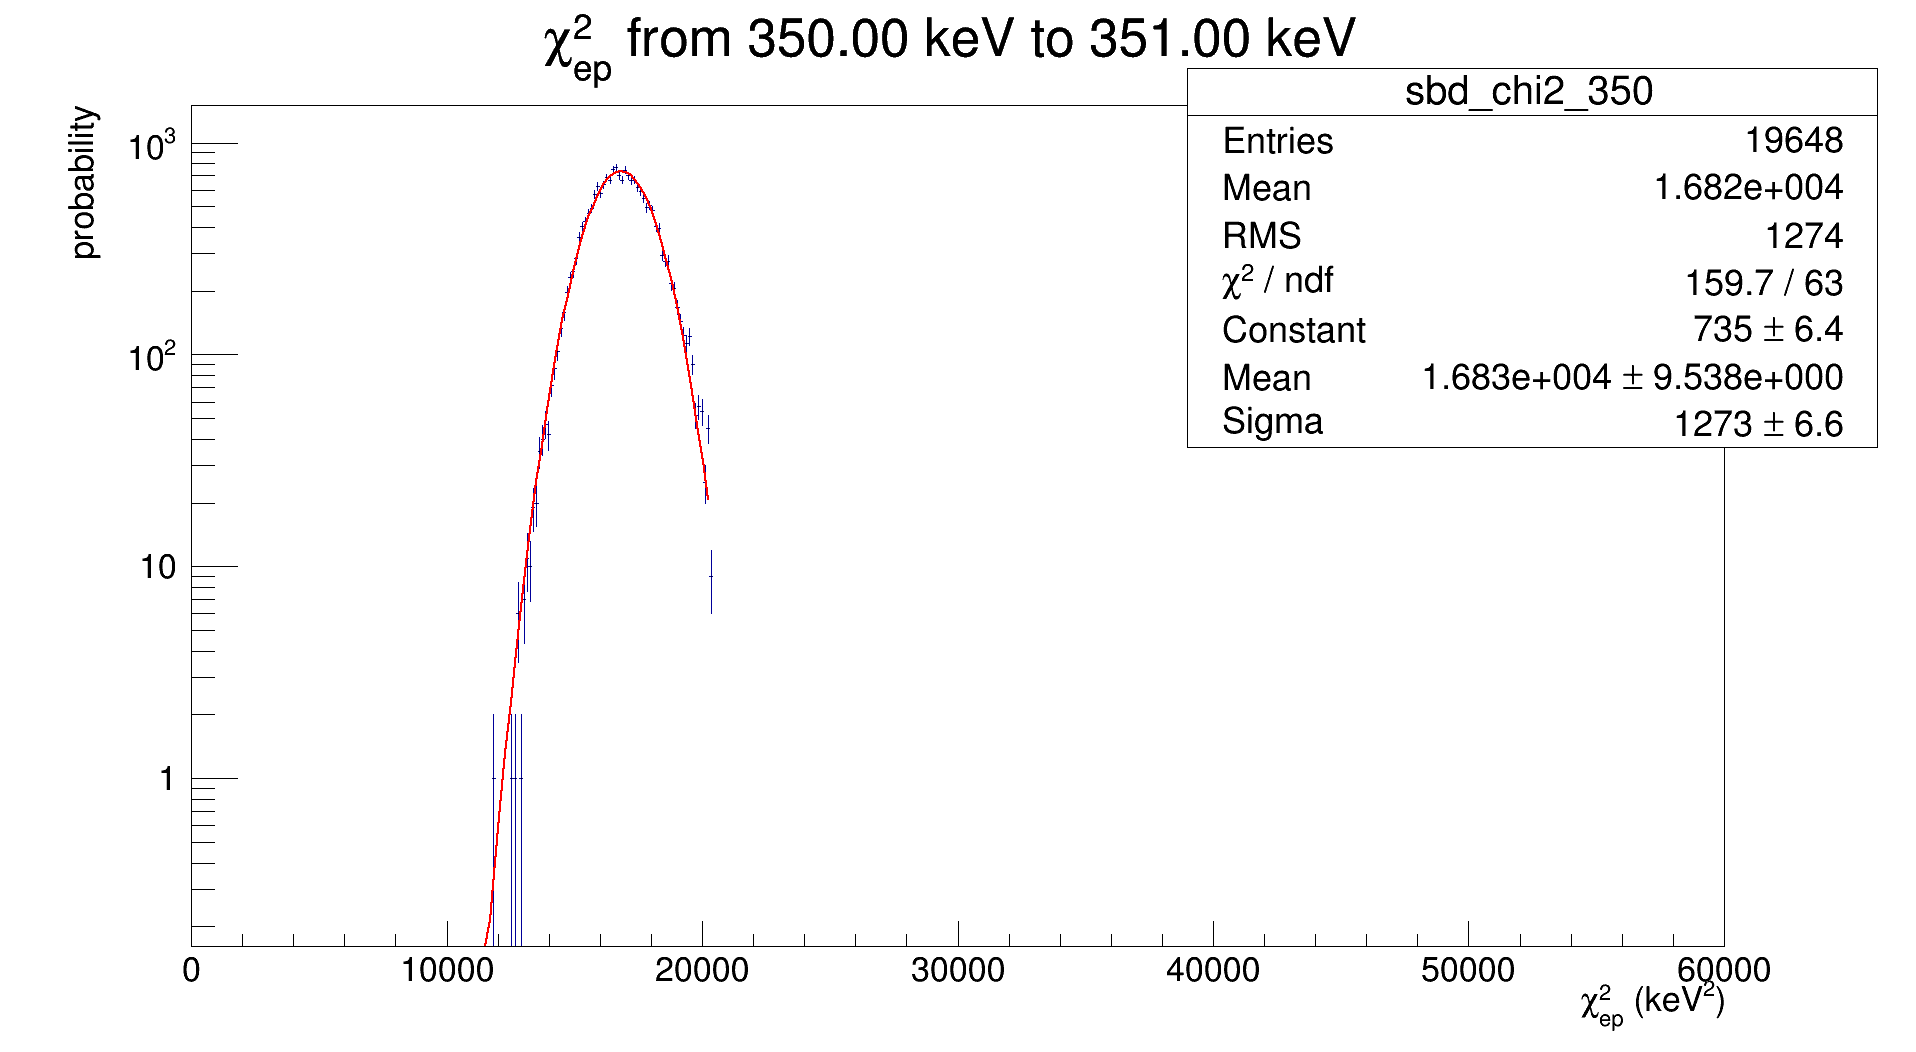 χ²ep from 350.00 keV to 351.00 keV
sbd_chi2_350
Entries 19648
Mean 1.682e+004
RMS 1274
χ² / ndf 159.7 / 63
Constant 735 ± 6.4
Mean 1.683e+004 ± 9.538e+000
Sigma 1273 ± 6.6
probability
10³
10²
10
1
0 10000 20000 30000 40000 50000 60000
χ²ep (keV²)